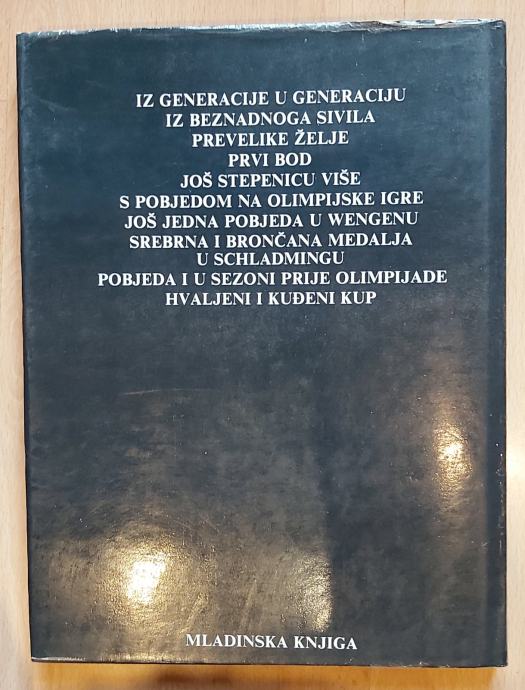 IZ GENERACIJE U GENERACIJU
IZ BEZNADNOGA SIVILA
PREVELIKE ŽELJE
PRVI BOD
JOŠ STEPENICU VIŠE
S POBJEDOM NA OLIMPIJSKE IGRE
JOŠ JEDNA POBJEDA U WENGENU
SREBRNA I BRONČANA MEDALJA
U SCHLADMINGU
POBJEDA I U SEZONI PRIJE OLIMPIJADE
HVALJENI I KUĐENI KUP
MLADINSKA KNJIGA